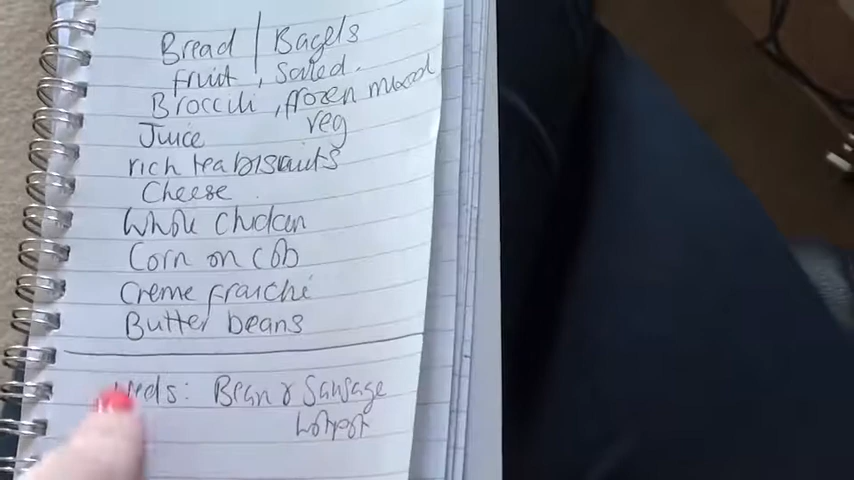 Bread / Bagels
fruit, Salad.
Broccili, frozen mixed
veg
Juice
rich tea biscuits
Cheese
Whole Chicken
Corn on Cob
Creme fraiche
Butter beans
Weds: Bean & Sausage
Hotpot